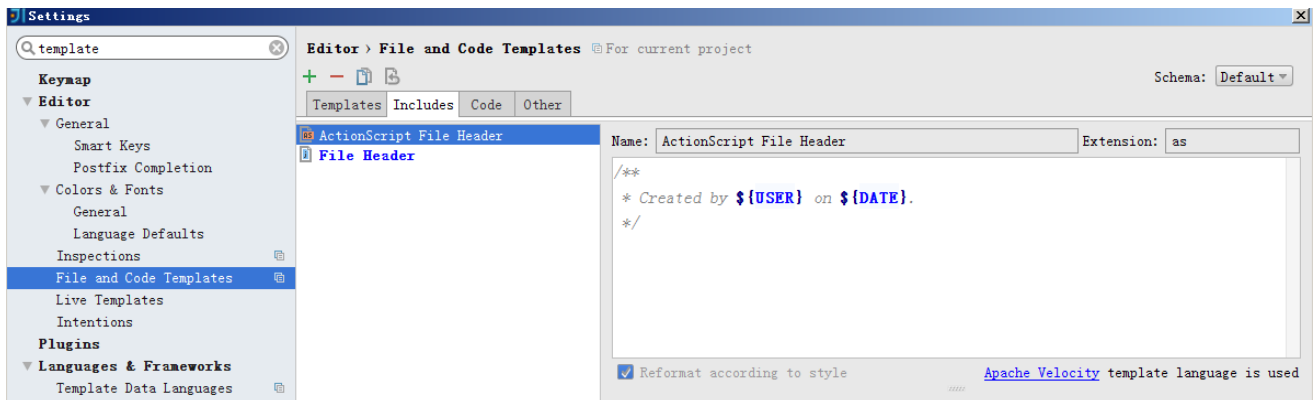 Settings
template
Editor › File and Code Templates For current project
Schema: Default
Keymap
Editor
General
Smart Keys
Postfix Completion
Colors & Fonts
General
Language Defaults
Inspections
File and Code Templates
Live Templates
Intentions
Plugins
Languages & Frameworks
Template Data Languages
Templates Includes Code Other
ActionScript File Header
File Header
Name: ActionScript File Header Extension: as
/**
* Created by ${USER} on ${DATE}.
*/
Reformat according to style Apache Velocity template language is used